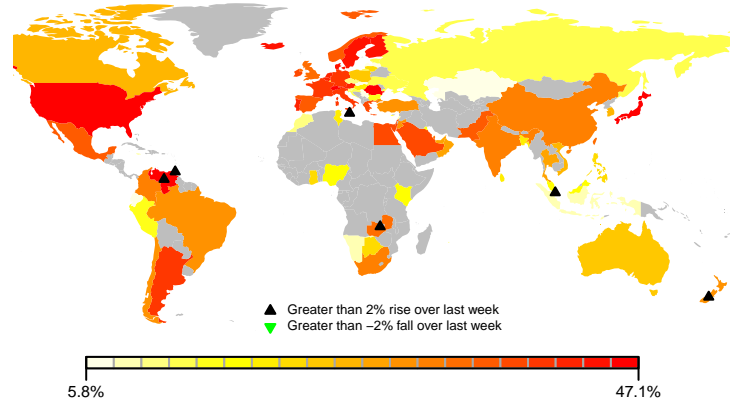 Greater than 2% rise over last week
Greater than −2% fall over last week
5.8%
47.1%